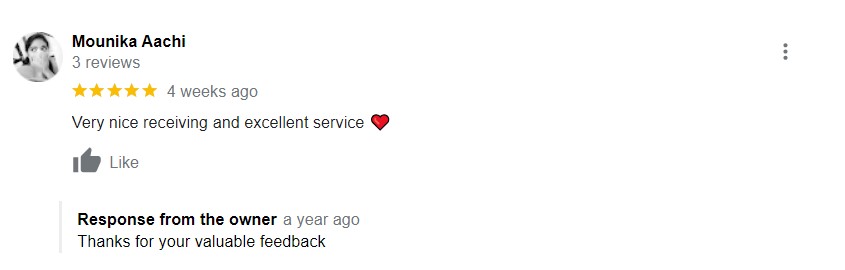 Mounika Aachi
3 reviews
4 weeks ago
Very nice receiving and excellent service ❤️
Like
Response from the owner a year ago
Thanks for your valuable feedback